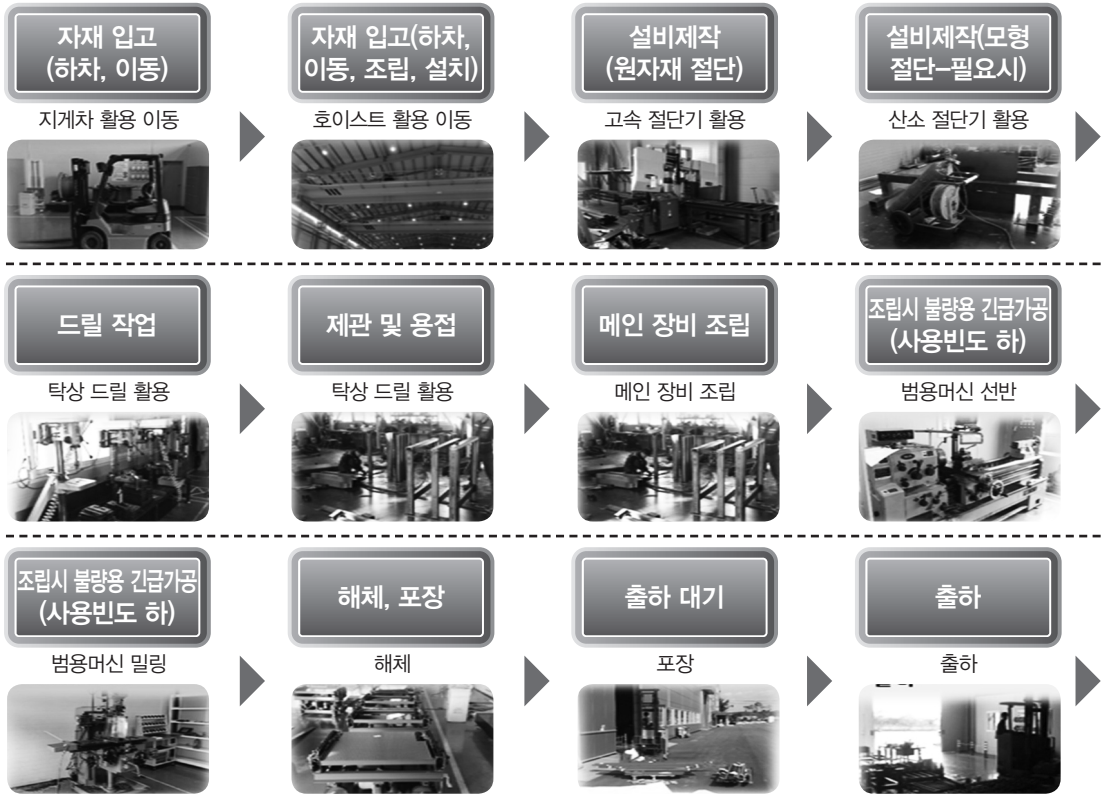 자재 입고
(하차, 이동)
지게차 활용 이동
자재 입고(하차,
이동, 조립, 설치)
호이스트 활용 이동
설비제작
(원자재 절단)
고속 절단기 활용
설비제작(모형
절단-필요시)
산소 절단기 활용
드릴 작업
탁상 드릴 활용
제관 및 용접
탁상 드릴 활용
메인 장비 조립
메인 장비 조립
조립시 불량용 긴급가공
(사용빈도 하)
범용머신 선반
조립시 불량용 긴급가공
(사용빈도 하)
범용머신 밀링
해체, 포장
해체
출하 대기
포장
출하
출하